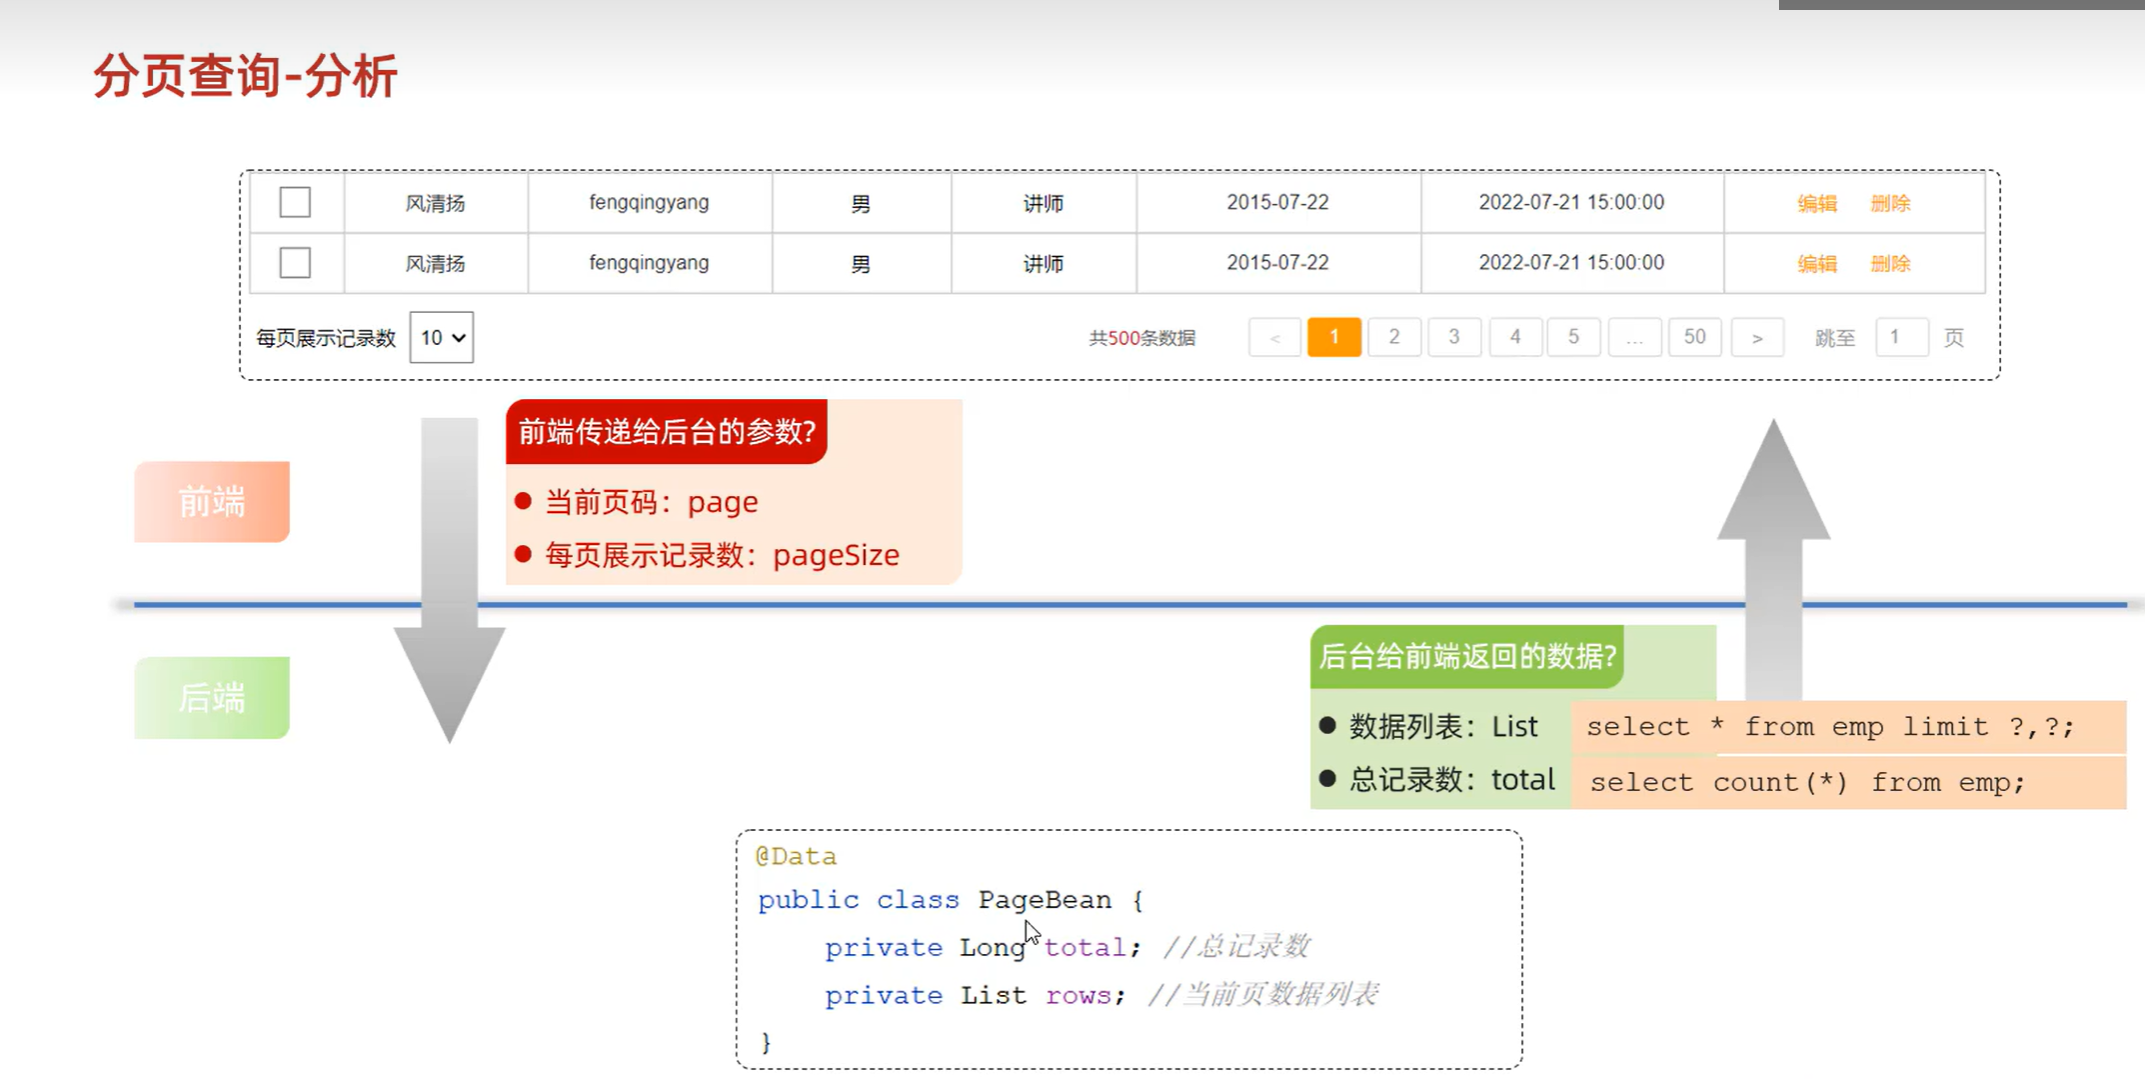 分页查询-分析
风清扬 fengqingyang 男 讲师 2015-07-22 2022-07-21 15:00:00 编辑 删除
风清扬 fengqingyang 男 讲师 2015-07-22 2022-07-21 15:00:00 编辑 删除
每页展示记录数 10 共500条数据 < 1 2 3 4 5 ... 50 > 跳至 1 页
前端传递给后台的参数?
前端
当前页码：page
每页展示记录数：pageSize
后端
后台给前端返回的数据?
数据列表：List select * from emp limit ?,?;
总记录数：total select count(*) from emp;
@Data
public class PageBean {
private Long total; //总记录数
private List rows; //当前页数据列表
}